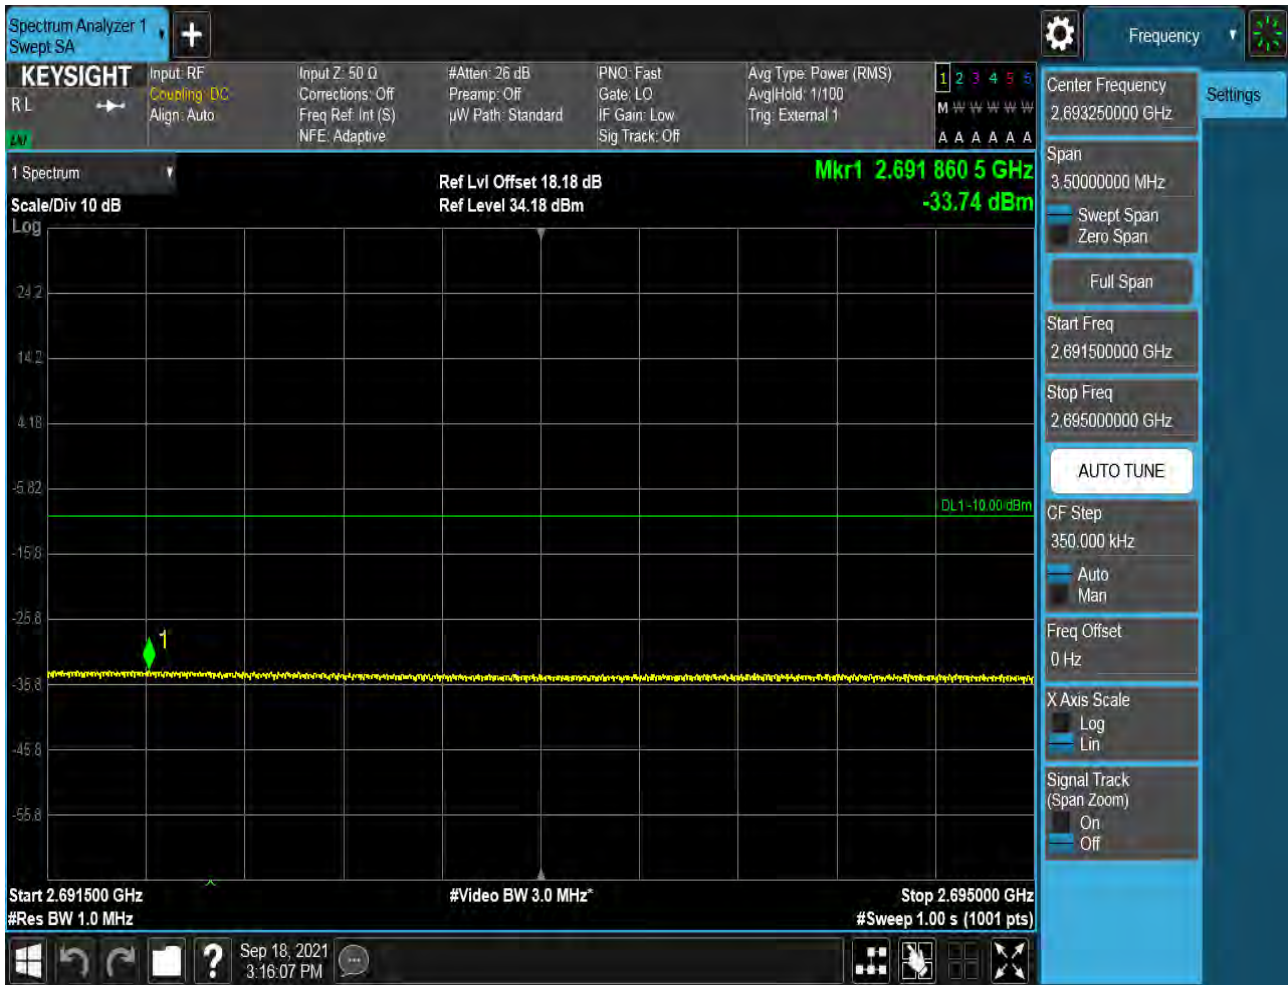 Spectrum Analyzer 1
Swept SA
Frequency
KEYSIGHT
R L
Input: RF
Coupling: DC
Align: Auto
Input Z: 50 Ω
Corrections: Off
Freq Ref: Int (S)
NFE: Adaptive
#Atten: 26 dB
Preamp: Off
µW Path: Standard
PNO: Fast
Gate: LO
IF Gain: Low
Sig Track: Off
Avg Type: Power (RMS)
Avg|Hold: 1/100
Trig: External 1
1 2 3 4 5 6
M W W W W W
A A A A A A
1 Spectrum
Scale/Div 10 dB
Log
Ref Lvl Offset 18.18 dB
Ref Level 34.18 dBm
Mkr1 2.691 860 5 GHz
-33.74 dBm
24.2
14.2
4.18
-5.82
-15.8
-25.8
-35.8
-45.8
-55.8
DL1 -10.00 dBm
1
Start 2.691500 GHz
#Res BW 1.0 MHz
#Video BW 3.0 MHz*
Stop 2.695000 GHz
#Sweep 1.00 s (1001 pts)
Center Frequency
2.693250000 GHz
Settings
Span
3.50000000 MHz
Swept Span
Zero Span
Full Span
Start Freq
2.691500000 GHz
Stop Freq
2.695000000 GHz
AUTO TUNE
CF Step
350.000 kHz
Auto
Man
Freq Offset
0 Hz
X Axis Scale
Log
Lin
Signal Track
(Span Zoom)
On
Off
?
Sep 18, 2021
3:16:07 PM